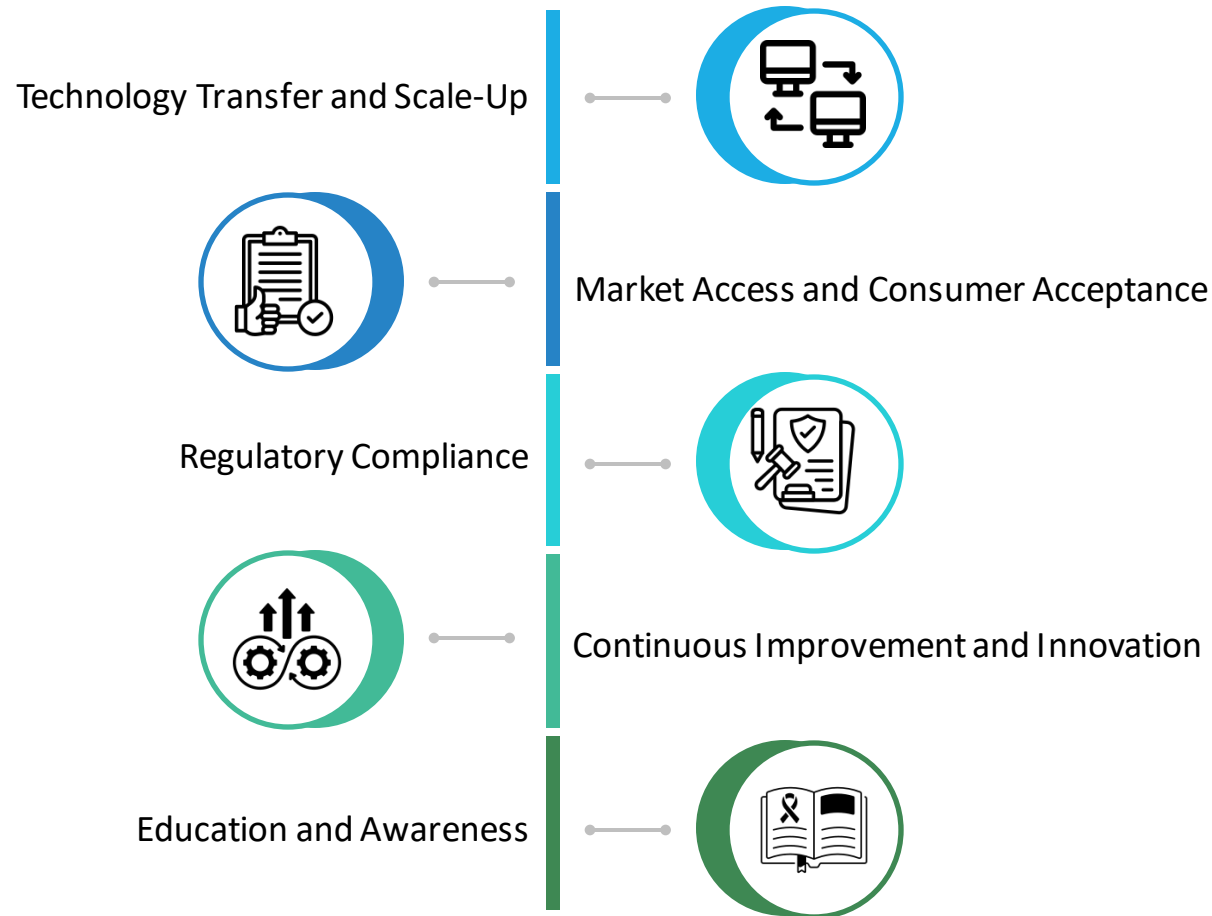 Technology Transfer and Scale-Up
Market Access and Consumer Acceptance
Regulatory Compliance
Continuous Improvement and Innovation
Education and Awareness